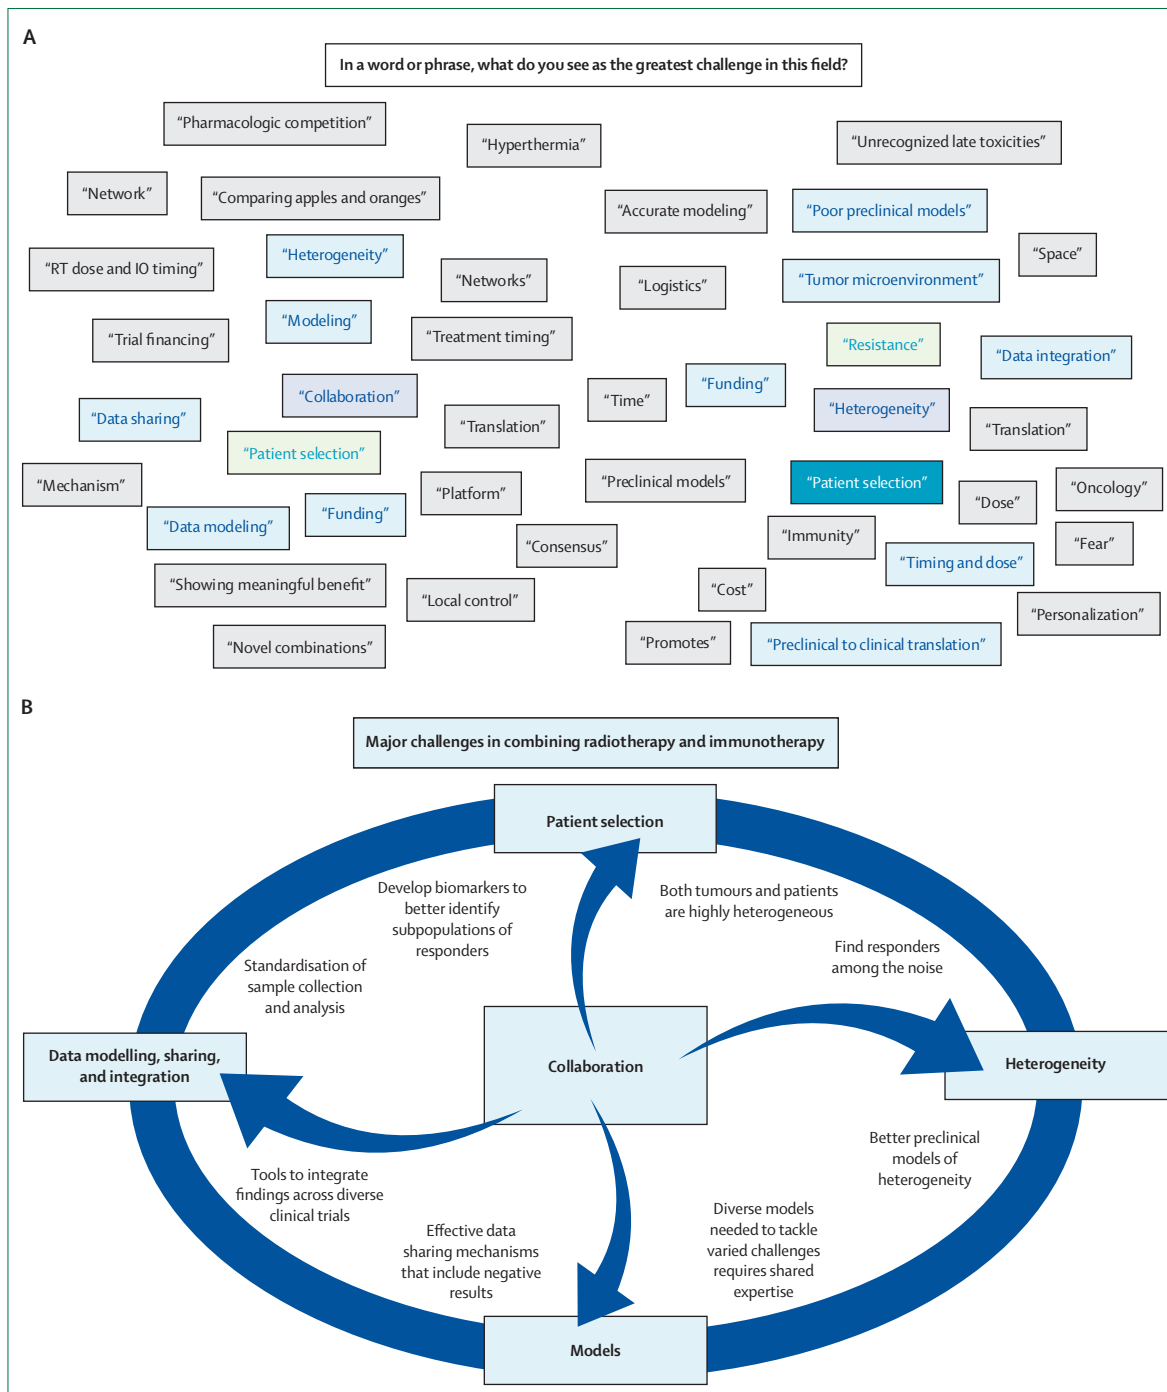 A
In a word or phrase, what do you see as the greatest challenge in this field?
“Pharmacologic competition”
“Hyperthermia”
“Unrecognized late toxicities”
“Network”
“Comparing apples and oranges”
“Accurate modeling”
“Poor preclinical models”
“Heterogeneity”
“Space”
“RT dose and IO timing”
“Networks”
“Logistics”
“Tumor microenvironment”
“Modeling”
“Trial financing”
“Treatment timing”
“Resistance”
“Data integration”
“Collaboration”
“Time”
“Funding”
“Heterogeneity”
“Data sharing”
“Translation”
“Translation”
“Patient selection”
“Mechanism”
“Platform”
“Preclinical models”
“Patient selection”
“Dose”
“Oncology”
“Data modeling”
“Funding”
“Consensus”
“Immunity”
“Fear”
“Timing and dose”
“Showing meaningful benefit”
“Local control”
“Cost”
“Personalization”
“Novel combinations”
“Promotes”
“Preclinical to clinical translation”
B
Major challenges in combining radiotherapy and immunotherapy
Patient selection
Develop biomarkers to
better identify
subpopulations of
responders
Both tumours and patients
are highly heterogeneous
Find responders
among the noise
Standardisation of
sample collection
and analysis
Data modelling, sharing,
and integration
Collaboration
Heterogeneity
Better preclinical
models of
heterogeneity
Tools to integrate
findings across diverse
clinical trials
Effective data
sharing mechanisms
that include negative
results
Diverse models
needed to tackle
varied challenges
requires shared
expertise
Models